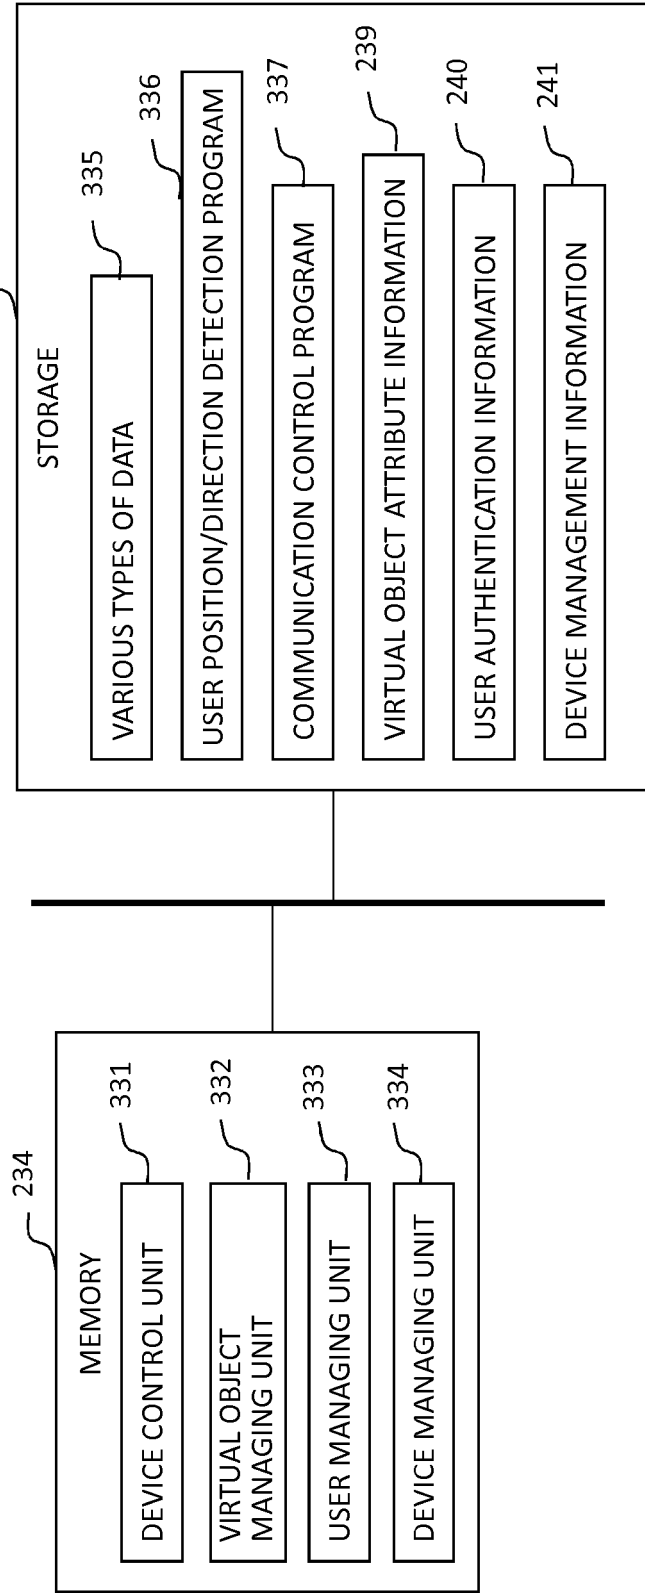 234
MEMORY
DEVICE CONTROL UNIT
331
VIRTUAL OBJECT
MANAGING UNIT
332
USER MANAGING UNIT
333
DEVICE MANAGING UNIT
334
STORAGE
VARIOUS TYPES OF DATA
335
USER POSITION/DIRECTION DETECTION PROGRAM
336
COMMUNICATION CONTROL PROGRAM
337
VIRTUAL OBJECT ATTRIBUTE INFORMATION
239
USER AUTHENTICATION INFORMATION
240
DEVICE MANAGEMENT INFORMATION
241